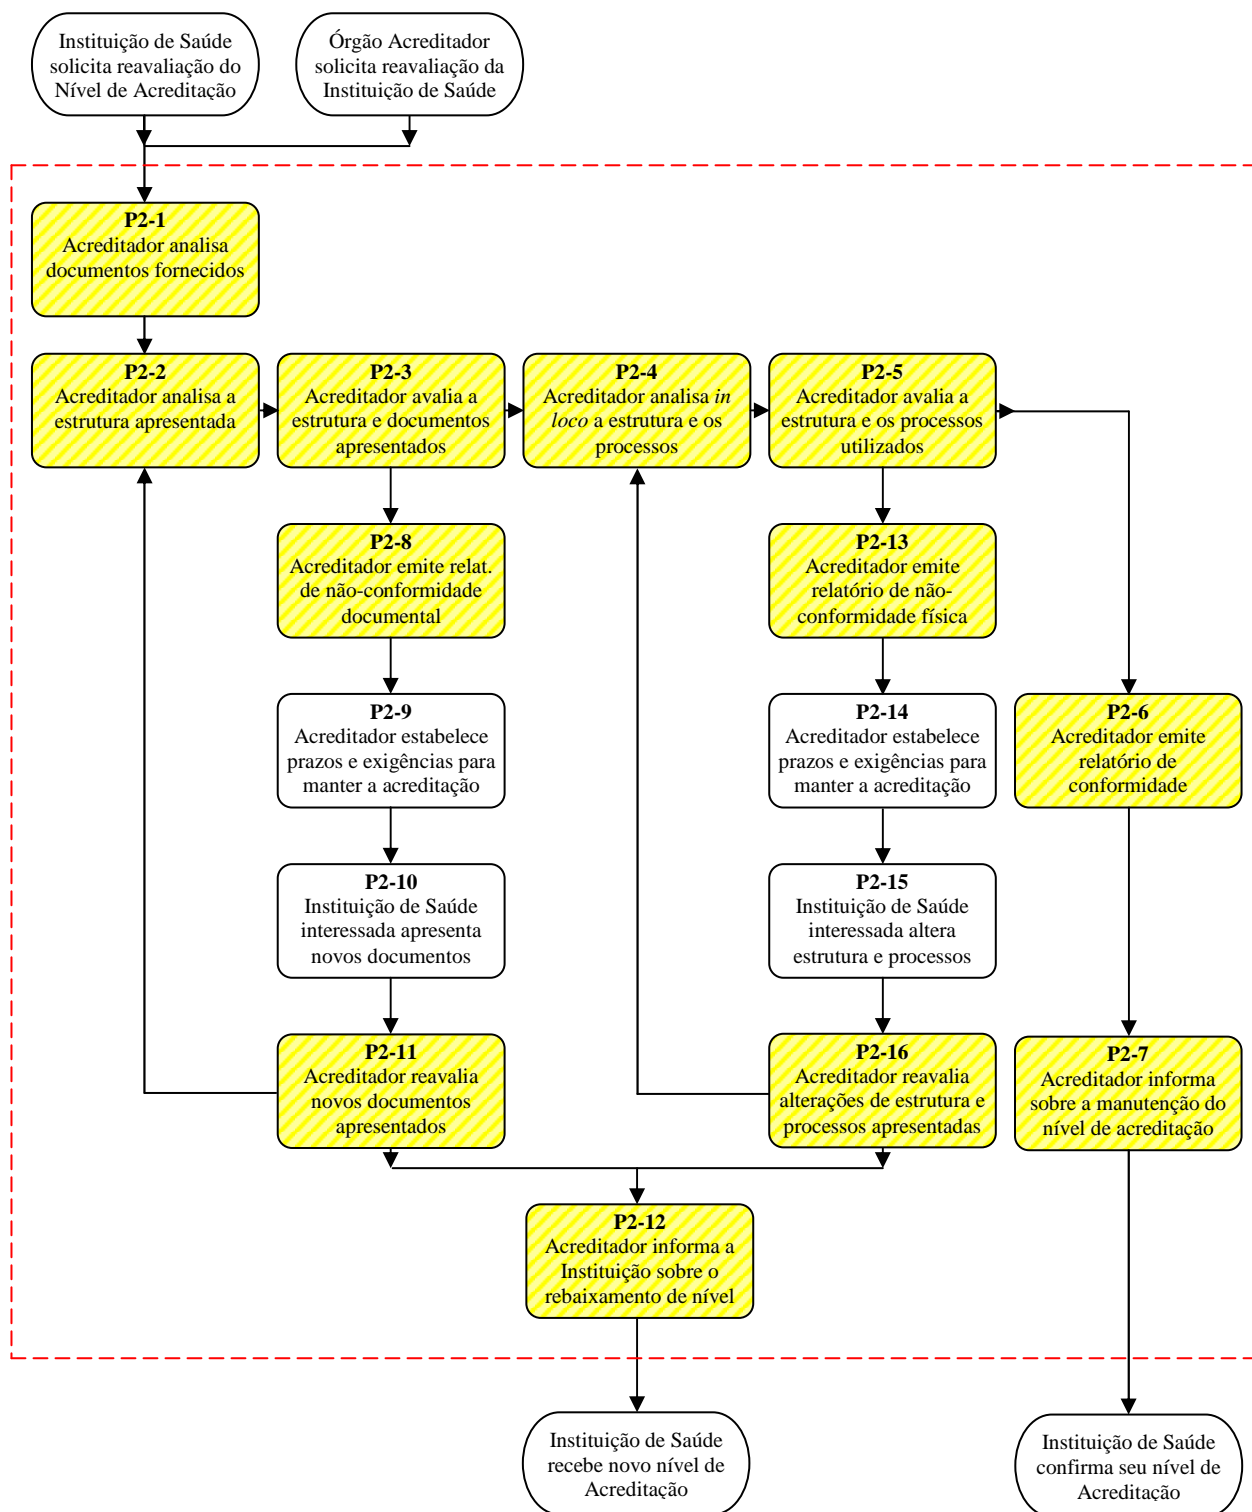 Instituição de Saúde
solicita reavaliação do
Nível de Acreditação
Órgão Acreditador
solicita reavaliação da
Instituição de Saúde
P2-1
Acreditador analisa
documentos fornecidos
P2-2
Acreditador analisa a
estrutura apresentada
P2-3
Acreditador avalia a
estrutura e documentos
apresentados
P2-4
Acreditador analisa in
loco a estrutura e os
processos
P2-5
Acreditador avalia a
estrutura e os processos
utilizados
P2-8
Acreditador emite relat.
de não-conformidade
documental
P2-13
Acreditador emite
relatório de não-
conformidade física
P2-9
Acreditador estabelece
prazos e exigências para
manter a acreditação
P2-14
Acreditador estabelece
prazos e exigências para
manter a acreditação
P2-6
Acreditador emite
relatório de
conformidade
P2-10
Instituição de Saúde
interessada apresenta
novos documentos
P2-15
Instituição de Saúde
interessada altera
estrutura e processos
P2-11
Acreditador reavalia
novos documentos
apresentados
P2-16
Acreditador reavalia
alterações de estrutura e
processos apresentadas
P2-7
Acreditador informa
sobre a manutenção do
nível de acreditação
P2-12
Acreditador informa a
Instituição sobre o
rebaixamento de nível
Instituição de Saúde
recebe novo nível de
Acreditação
Instituição de Saúde
confirma seu nível de
Acreditação